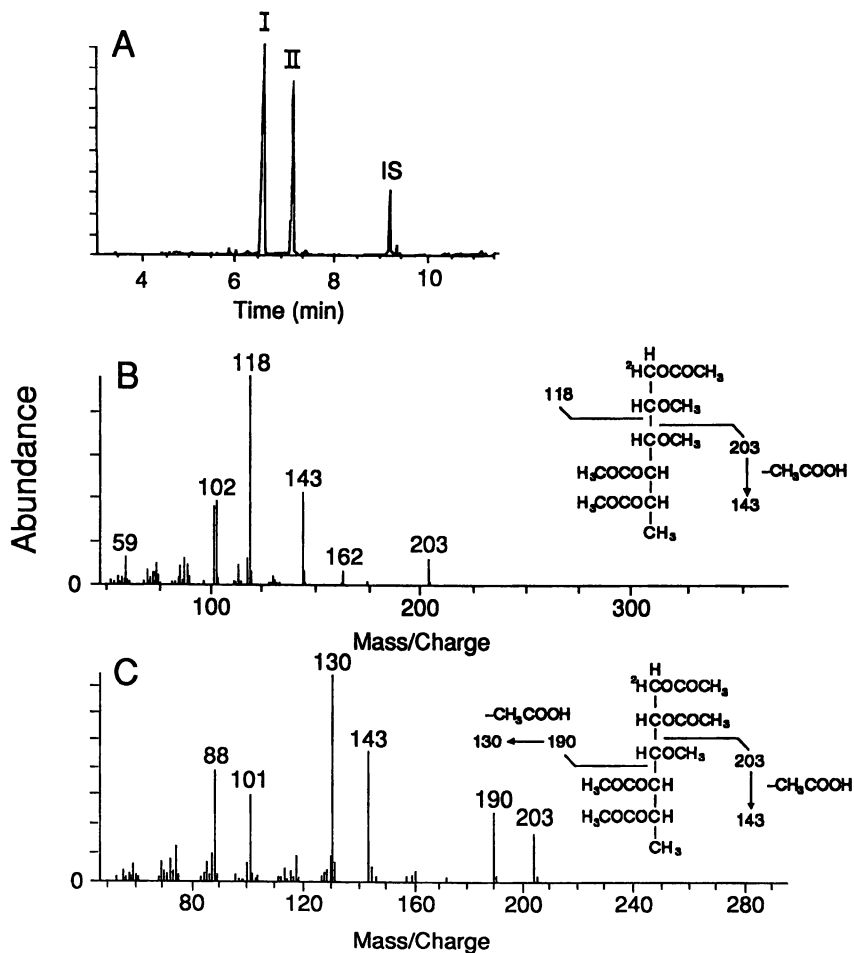 A
I
II
IS
4 6 8 10
Time (min)
Abundance
B
118
102
143
59
162
203
0
100 200 300
Mass/Charge
H
²HCOCOCH₃
118
HCOCH₃
HCOCH₃
203
H₃COCOCH
-CH₃COOH
H₃COCOCH
143
CH₃
C
130
143
88
101
190
203
0
80 120 160 200 240 280
Mass/Charge
H
²HCOCOCH₃
-CH₃COOH
HCOCOCH₃
130 ← 190
HCOCH₃
203
H₃COCOCH
-CH₃COOH
H₃COCOCH
143
CH₃